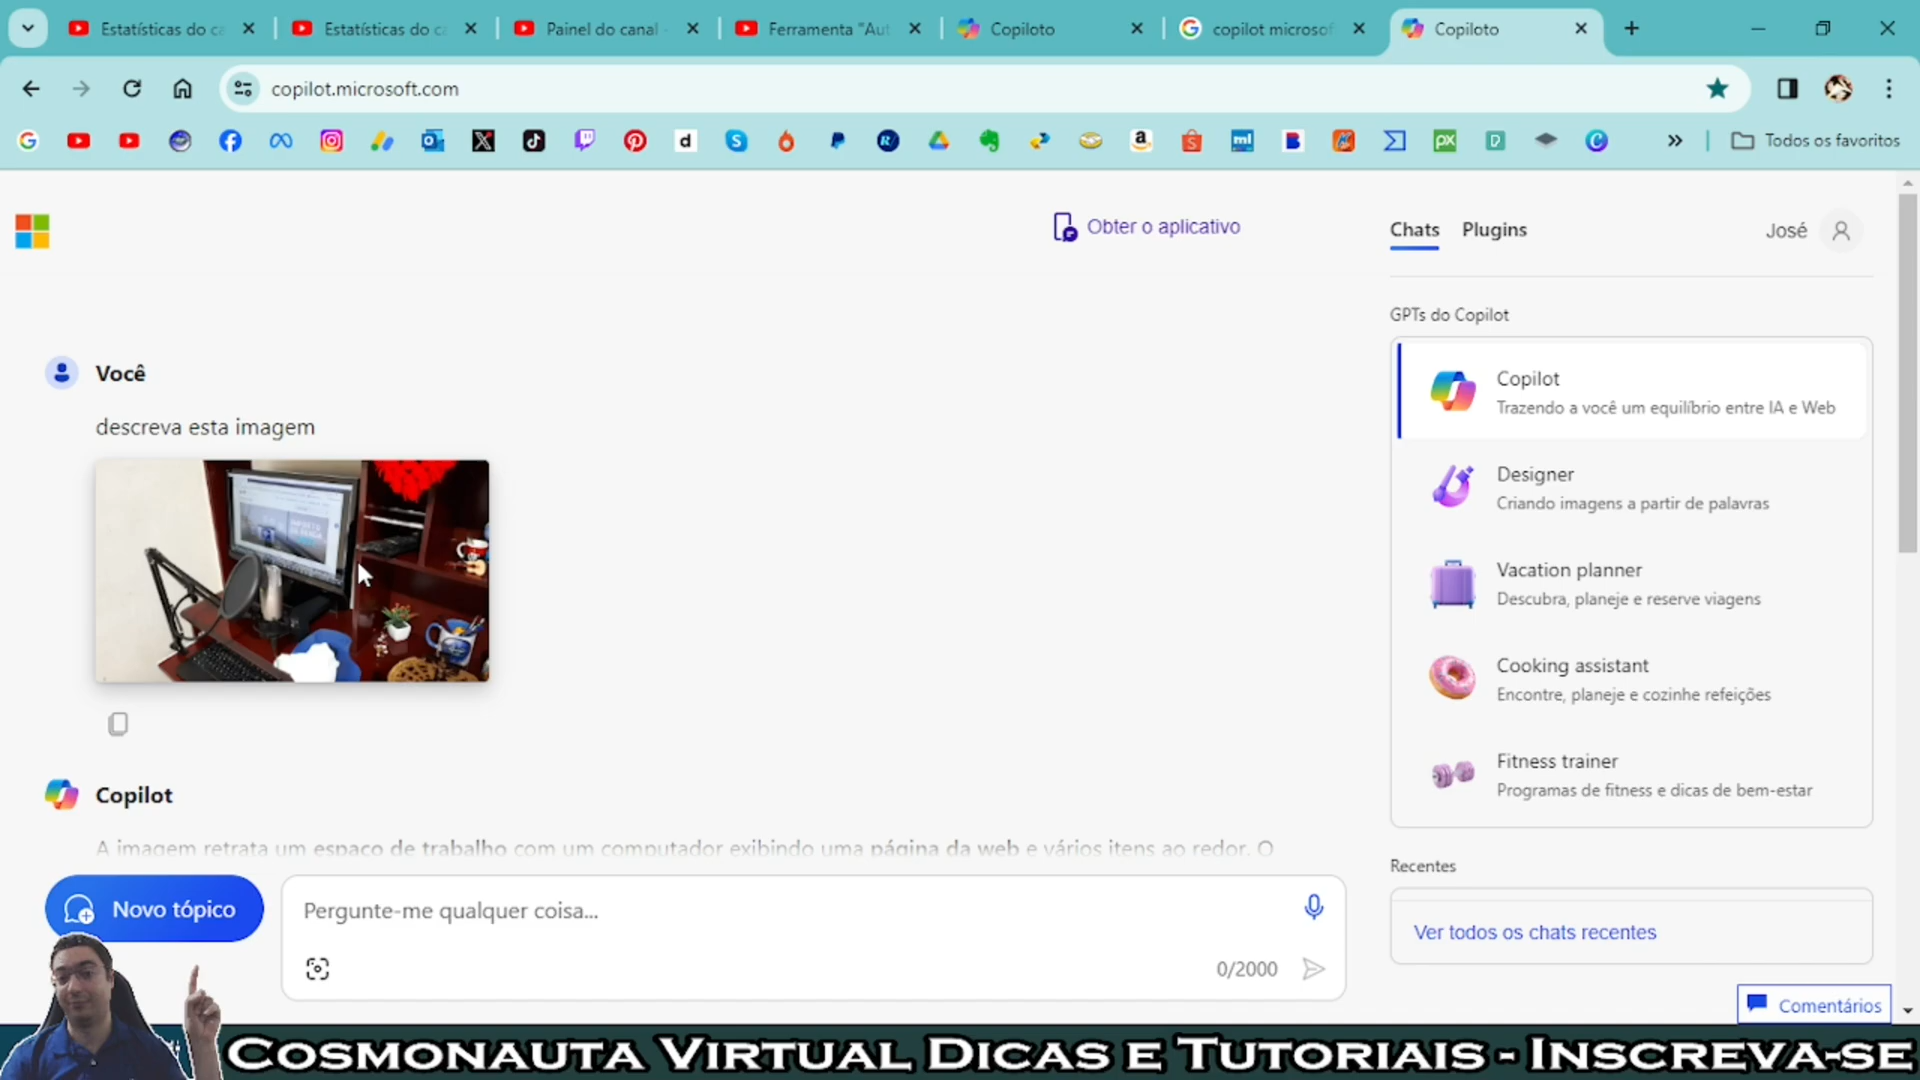 Estatísticas do ca
Estatísticas do ca
Painel do canal -
Ferramenta "Aut
Copiloto
copilot microsof
Copiloto
copilot.microsoft.com
Todos os favoritos
Obter o aplicativo
Chats
Plugins
José
GPTs do Copilot
Você
descreva esta imagem
Copilot
Trazendo a você um equilíbrio entre IA e Web
Designer
Criando imagens a partir de palavras
Vacation planner
Descubra, planeje e reserve viagens
Cooking assistant
Encontre, planeje e cozinhe refeições
Fitness trainer
Programas de fitness e dicas de bem-estar
Copilot
A imagem retrata um espaço de trabalho com um computador exibindo uma página da web e vários itens ao redor. O
Recentes
Ver todos os chats recentes
Novo tópico
Pergunte-me qualquer coisa...
0/2000
Comentários
Cosmonauta Virtual Dicas e Tutoriais - Inscreva-se